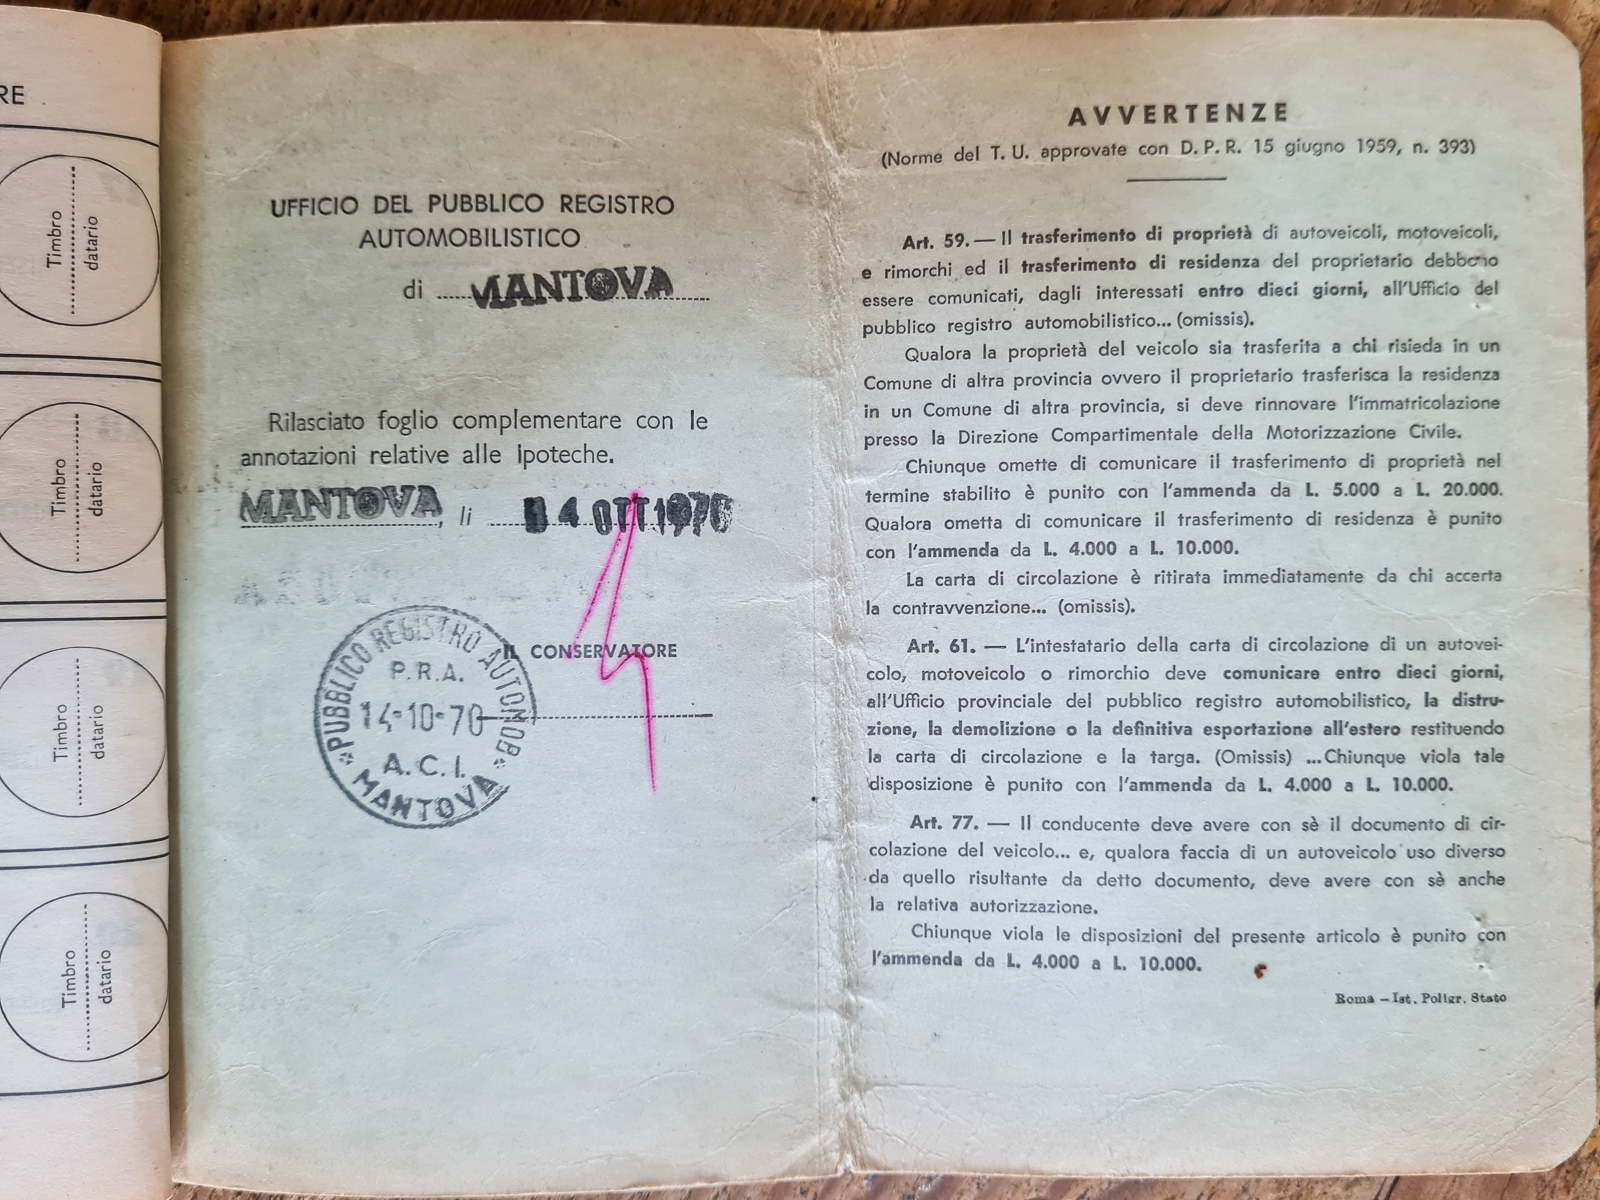 RE
Timbro
datario
Timbro
datario
Timbro
datario
Timbro
datario
UFFICIO DEL PUBBLICO REGISTRO
AUTOMOBILISTICO
di MANTOVA
Rilasciato foglio complementare con le
annotazioni relative alle ipoteche.
MANTOVA, li 14 OTT 1970
IL CONSERVATORE
PUBBLICO REGISTRO AUTOMOB.
P.R.A.
14-10-70
A.C.I.
MANTOVA
AVVERTENZE
(Norme del T. U. approvate con D. P. R. 15 giugno 1959, n. 393)
Art. 59. — Il trasferimento di proprietà di autoveicoli, motoveicoli,
e rimorchi ed il trasferimento di residenza del proprietario debbono
essere comunicati, dagli interessati entro dieci giorni, all'Ufficio del
pubblico registro automobilistico... (omissis).
Qualora la proprietà del veicolo sia trasferita a chi risieda in un
Comune di altra provincia ovvero il proprietario trasferisca la residenza
in un Comune di altra provincia, si deve rinnovare l'immatricolazione
presso la Direzione Compartimentale della Motorizzazione Civile.
Chiunque omette di comunicare il trasferimento di proprietà nel
termine stabilito è punito con l'ammenda da L. 5.000 a L. 20.000.
Qualora ometta di comunicare il trasferimento di residenza è punito
con l'ammenda da L. 4.000 a L. 10.000.
La carta di circolazione è ritirata immediatamente da chi accerta
la contravvenzione... (omissis).
Art. 61. — L'intestatario della carta di circolazione di un autovei-
colo, motoveicolo o rimorchio deve comunicare entro dieci giorni,
all'Ufficio provinciale del pubblico registro automobilistico, la distru-
zione, la demolizione o la definitiva esportazione all'estero restituendo
la carta di circolazione e la targa. (Omissis) ...Chiunque viola tale
disposizione è punito con l'ammenda da L. 4.000 a L. 10.000.
Art. 77. — Il conducente deve avere con sè il documento di cir-
colazione del veicolo... e, qualora faccia di un autoveicolo uso diverso
da quello risultante da detto documento, deve avere con sè anche
la relativa autorizzazione.
Chiunque viola le disposizioni del presente articolo è punito con
l'ammenda da L. 4.000 a L. 10.000.
Roma – Ist. Poligr. Stato